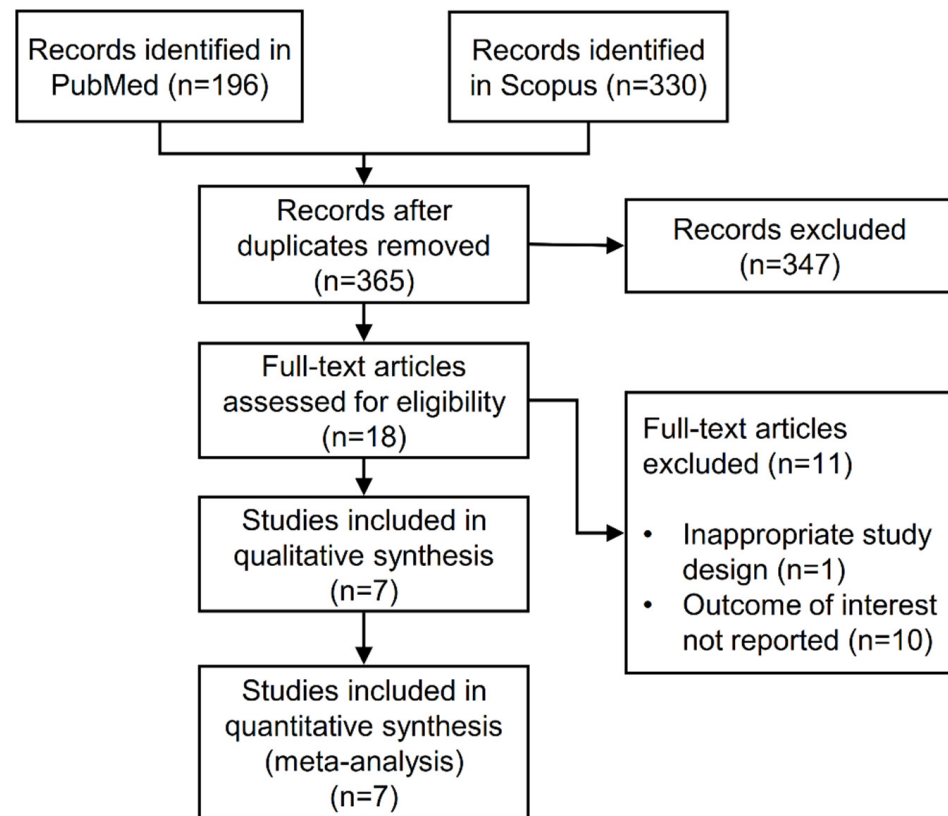 Records identified in
PubMed (n=196)
Records identified
in Scopus (n=330)
Records after
duplicates removed
(n=365)
Records excluded
(n=347)
Full-text articles
assessed for eligibility
(n=18)
Full-text articles
excluded (n=11)
• Inappropriate study
design (n=1)
• Outcome of interest
not reported (n=10)
Studies included in
qualitative synthesis
(n=7)
Studies included in
quantitative synthesis
(meta-analysis)
(n=7)